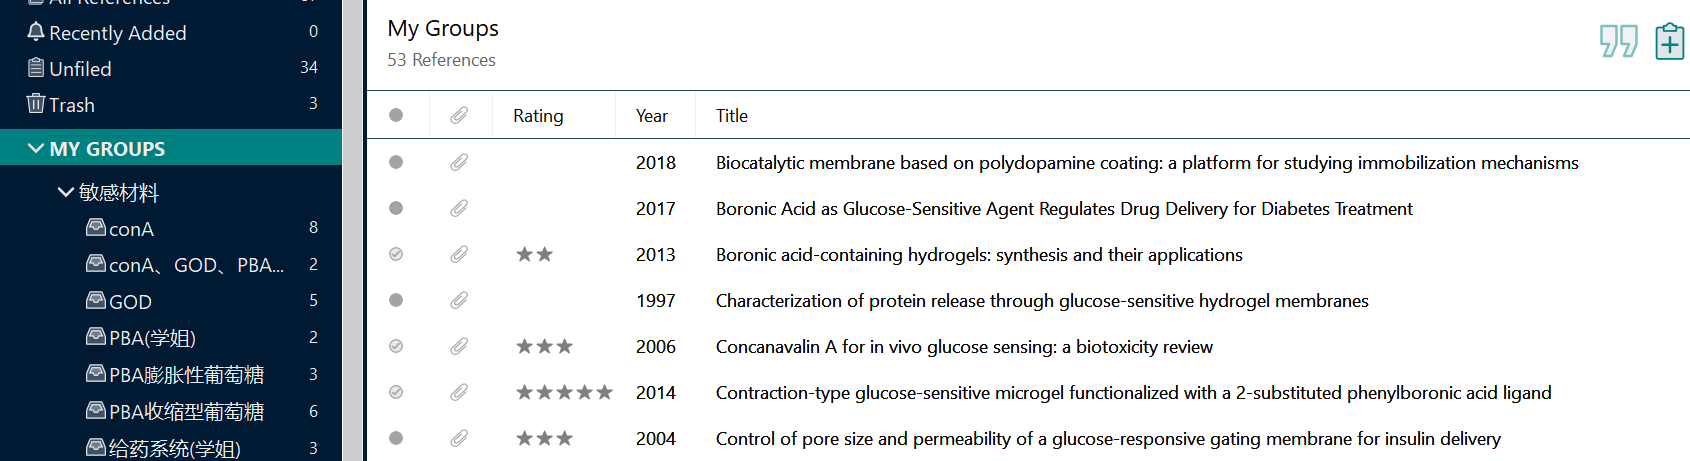 All References
Recently Added 0
Unfiled 34
Trash 3
MY GROUPS
敏感材料
conA 8
conA、GOD、PBA... 2
GOD 5
PBA(学姐) 2
PBA膨胀性葡萄糖 3
PBA收缩型葡萄糖 6
给药系统(学姐) 3
My Groups
53 References
Rating Year Title
2018 Biocatalytic membrane based on polydopamine coating: a platform for studying immobilization mechanisms
2017 Boronic Acid as Glucose-Sensitive Agent Regulates Drug Delivery for Diabetes Treatment
2013 Boronic acid-containing hydrogels: synthesis and their applications
1997 Characterization of protein release through glucose-sensitive hydrogel membranes
2006 Concanavalin A for in vivo glucose sensing: a biotoxicity review
2014 Contraction-type glucose-sensitive microgel functionalized with a 2-substituted phenylboronic acid ligand
2004 Control of pore size and permeability of a glucose-responsive gating membrane for insulin delivery